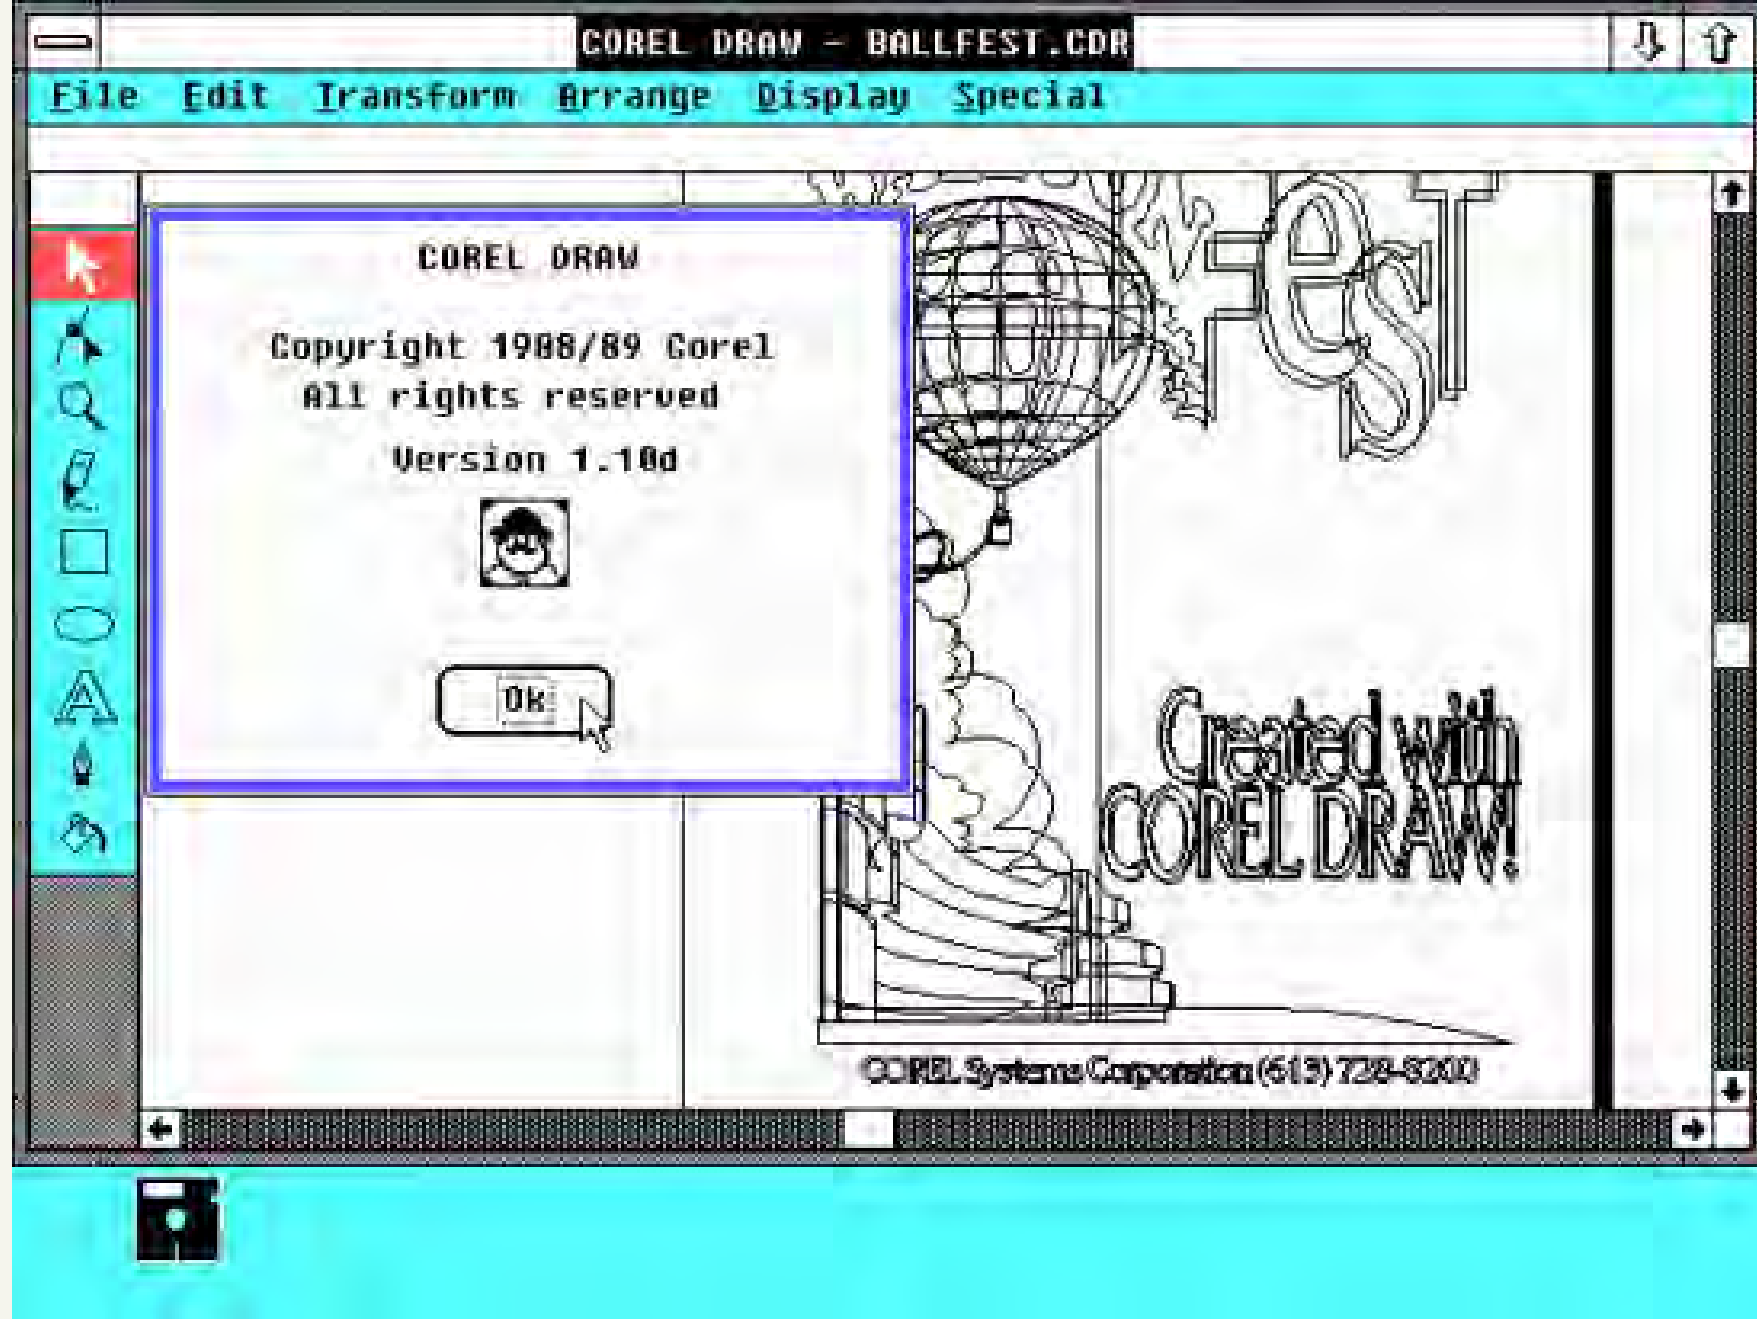 COREL DRAW - BALLFEST.CDR
File Edit Transform Arrange Display Special
COREL DRAW
Copyright 1988/89 Corel
All rights reserved
Version 1.10d
Ok
FeST
Created with
COREL DRAW!
COREL Systems Corporation (613) 728-8200